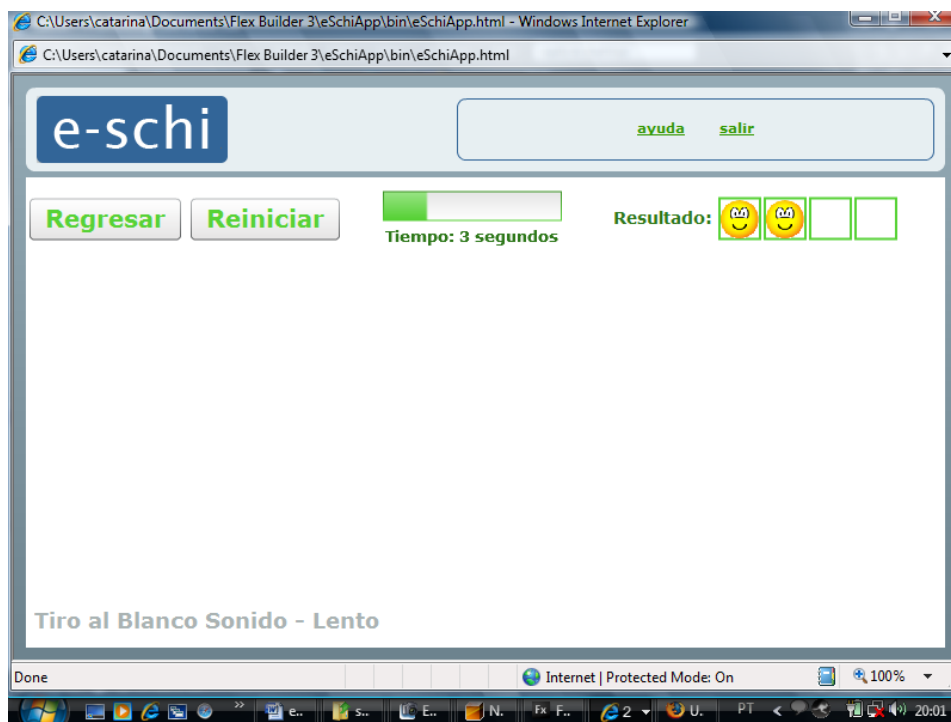 C:\Users\catarina\Documents\Flex Builder 3\eSchiApp\bin\eSchiApp.html - Windows Internet Explorer
C:\Users\catarina\Documents\Flex Builder 3\eSchiApp\bin\eSchiApp.html
e-schi
ayuda salir
Regresar Reiniciar
Tiempo: 3 segundos
Resultado:
Tiro al Blanco Sonido - Lento
Done Internet | Protected Mode: On 100%
» e.. s.. E.. N. Fx F.. 2 U. PT < 20:01